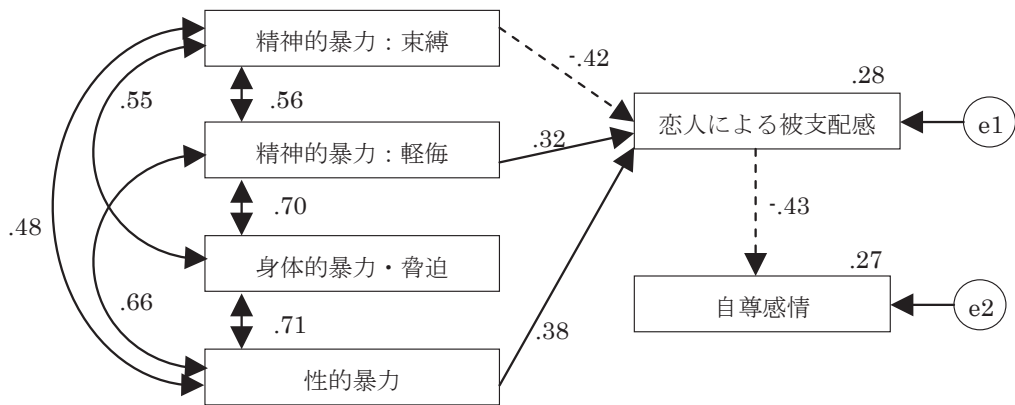 精神的暴力：束縛
-.42
.28
.55
.56
恋人による被支配感
e1
精神的暴力：軽侮
.32
.70
-.43
.48
身体的暴力・脅迫
.27
.66
.71
自尊感情
e2
.38
性的暴力